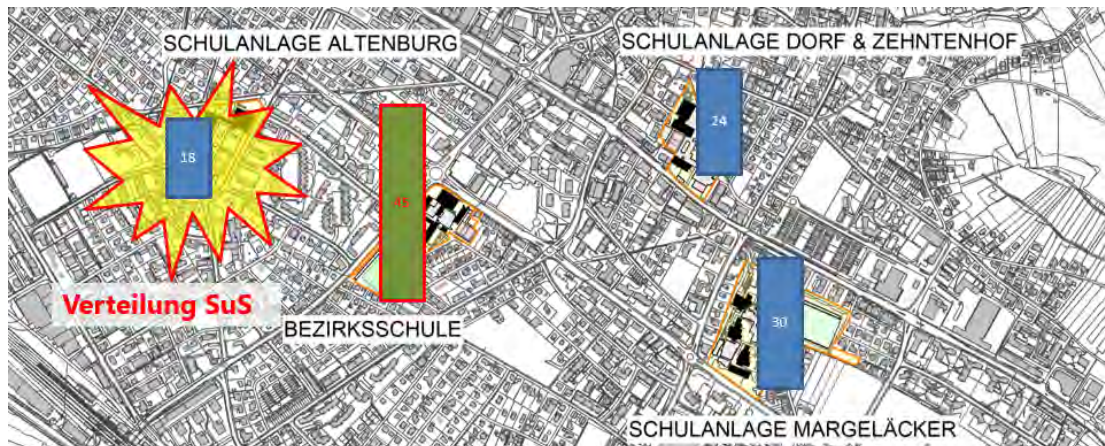 SCHULANLAGE ALTENBURG
SCHULANLAGE DORF & ZEHNTENHOF
18
24
Verteilung SuS
BEZIRKSSCHULE
30
SCHULANLAGE MARGELÄCKER